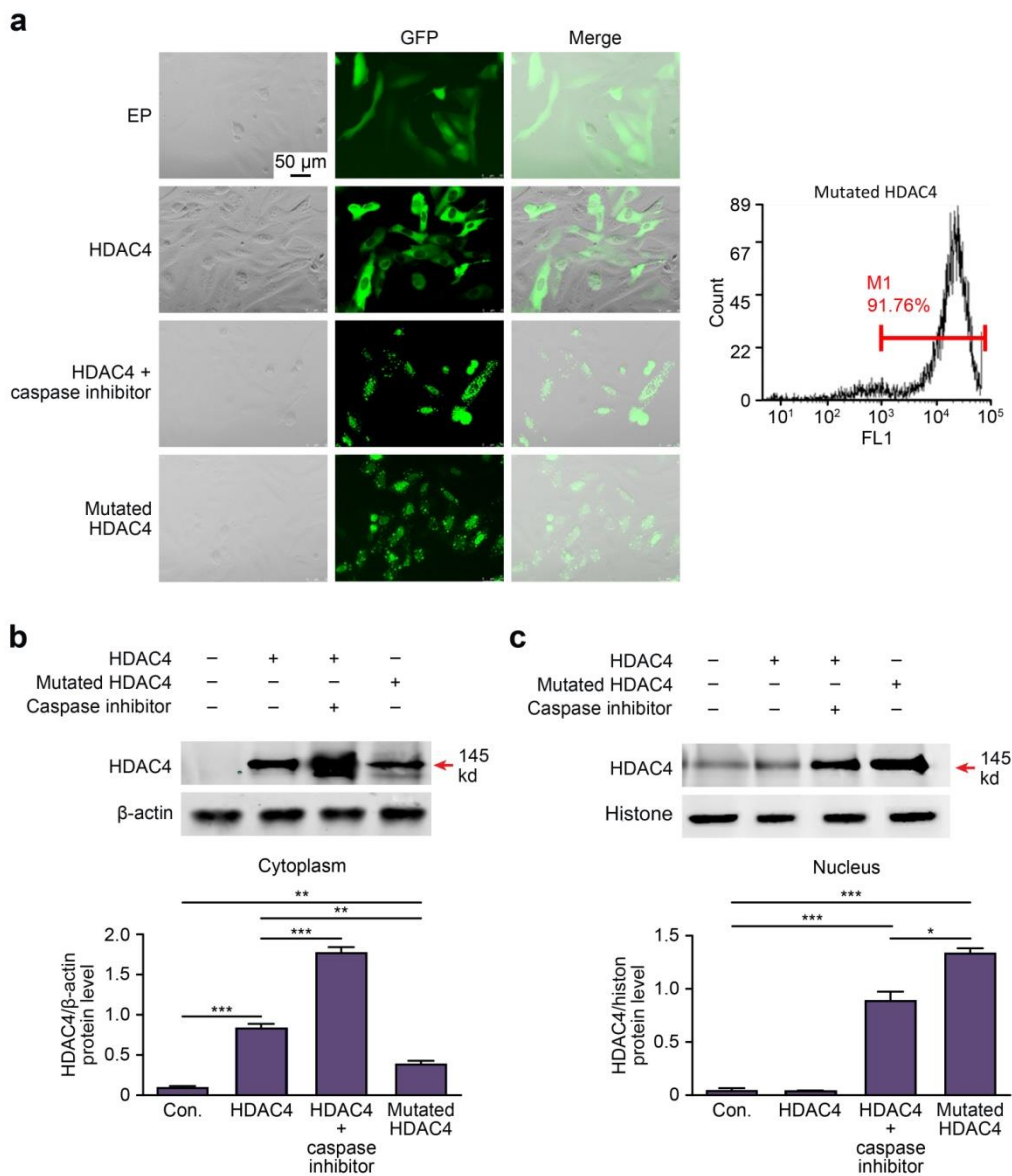 a
GFP Merge
EP
50 µm
HDAC4
HDAC4 +
caspase inhibitor
Mutated
HDAC4
Mutated HDAC4
89
67
45
22
0
Count
M1
91.76%
10¹ 10² 10³ 10⁴ 10⁵
FL1
b
HDAC4 – + + –
Mutated HDAC4 – – – +
Caspase inhibitor – – + –
HDAC4
145
kd
β-actin
Cytoplasm
**
**
***
***
HDAC4/β-actin
protein level
2.0
1.5
1.0
0.5
0
Con. HDAC4 HDAC4
+
caspase
inhibitor
Mutated
HDAC4
c
HDAC4 – + + –
Mutated HDAC4 – – – +
Caspase inhibitor – – + –
HDAC4
145
kd
Histone
Nucleus
***
***
*
HDAC4/histon
protein level
1.5
1.0
0.5
0
Con. HDAC4 HDAC4
+
caspase
inhibitor
Mutated
HDAC4